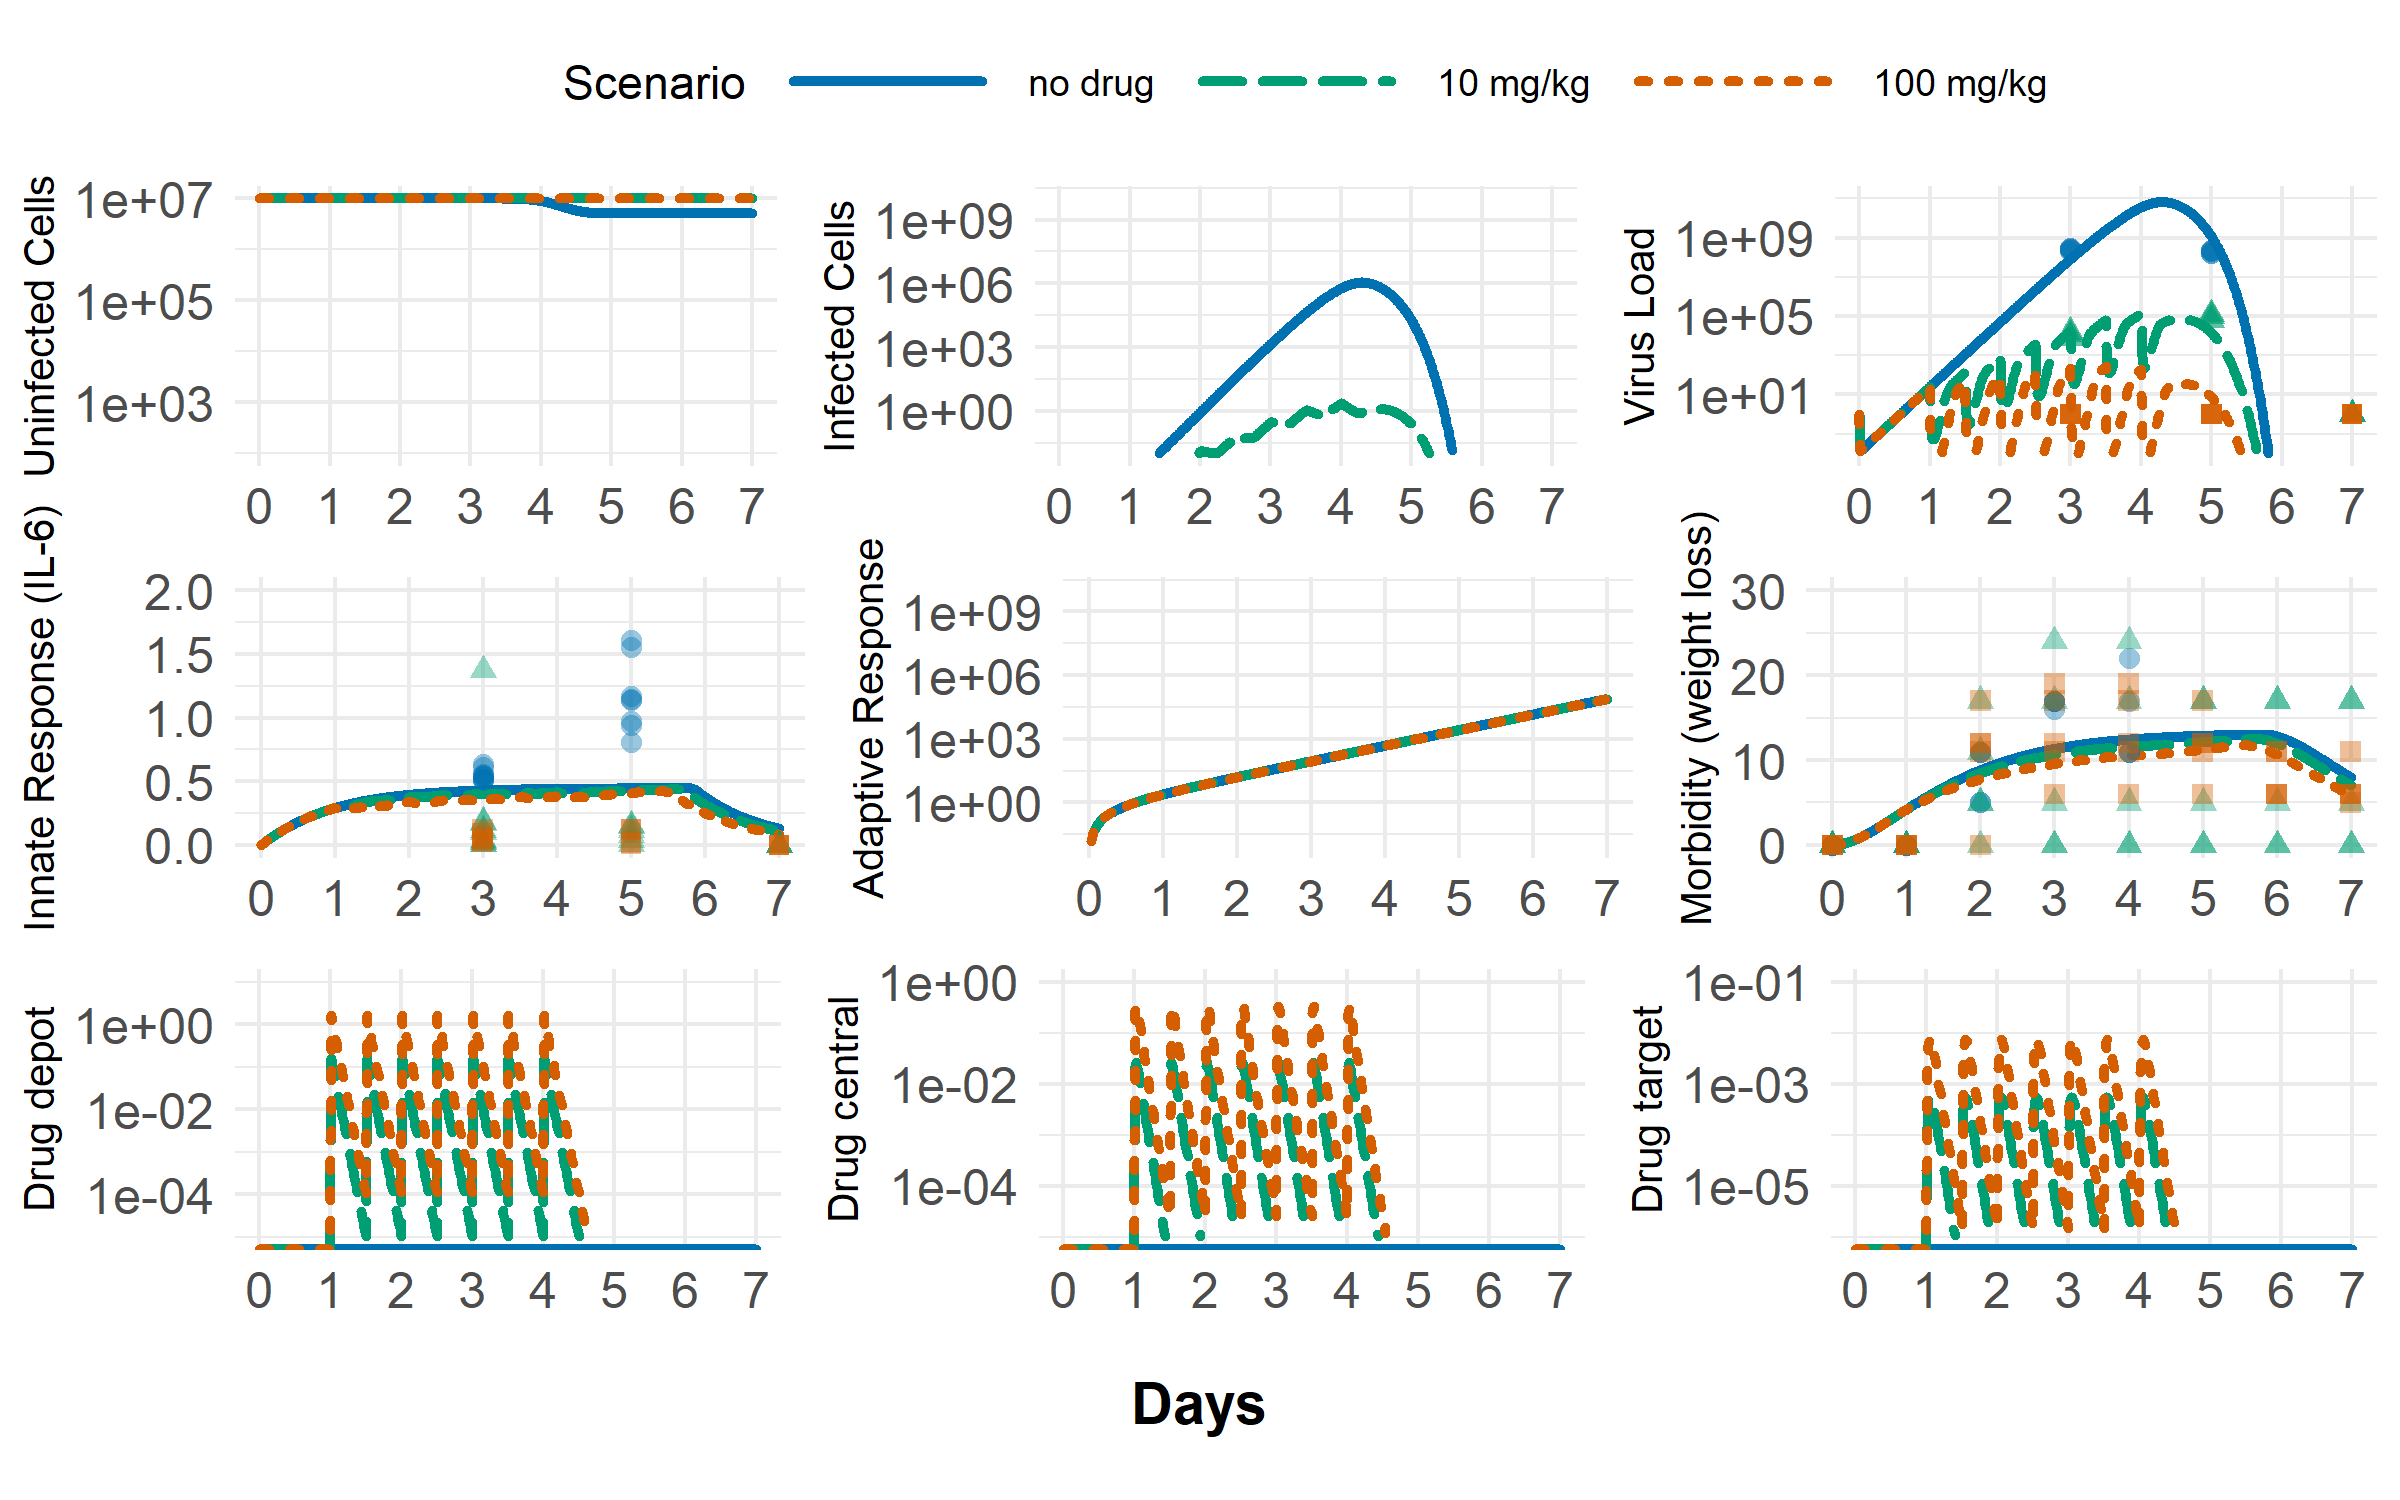 Scenario no drug 10 mg/kg 100 mg/kg
Uninfected Cells
1e+07
1e+05
1e+03
0 1 2 3 4 5 6 7
Infected Cells
1e+09
1e+06
1e+03
1e+00
0 1 2 3 4 5 6 7
Virus Load
1e+09
1e+05
1e+01
0 1 2 3 4 5 6 7
Innate Response (IL-6)
2.0
1.5
1.0
0.5
0.0
0 1 2 3 4 5 6 7
Adaptive Response
1e+09
1e+06
1e+03
1e+00
0 1 2 3 4 5 6 7
Morbidity (weight loss)
30
20
10
0
0 1 2 3 4 5 6 7
Drug depot
1e+00
1e-02
1e-04
0 1 2 3 4 5 6 7
Drug central
1e+00
1e-02
1e-04
0 1 2 3 4 5 6 7
Drug target
1e-01
1e-03
1e-05
0 1 2 3 4 5 6 7
Days